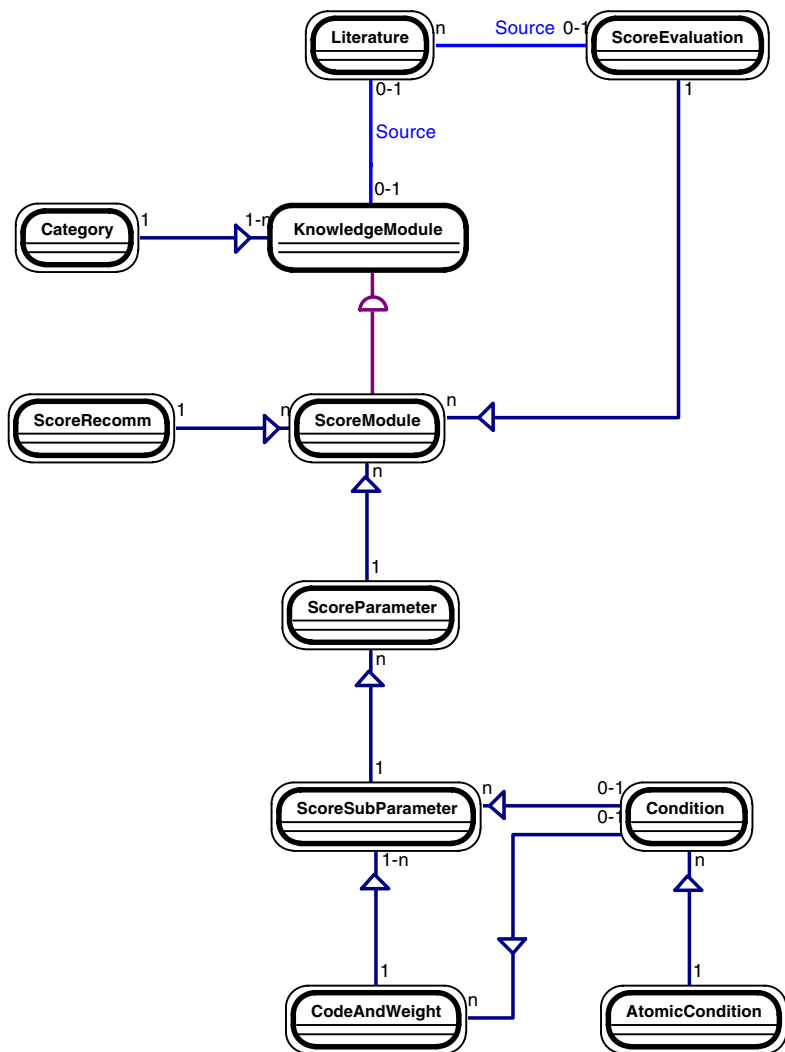 Literature
n
Source
0-1
ScoreEvaluation
0-1
1
Source
0-1
Category
1
1-n
KnowledgeModule
ScoreRecomm
1
n
ScoreModule
n
n
1
ScoreParameter
n
1
ScoreSubParameter
n
0-1
0-1
Condition
1-n
n
1
1
CodeAndWeight
n
AtomicCondition